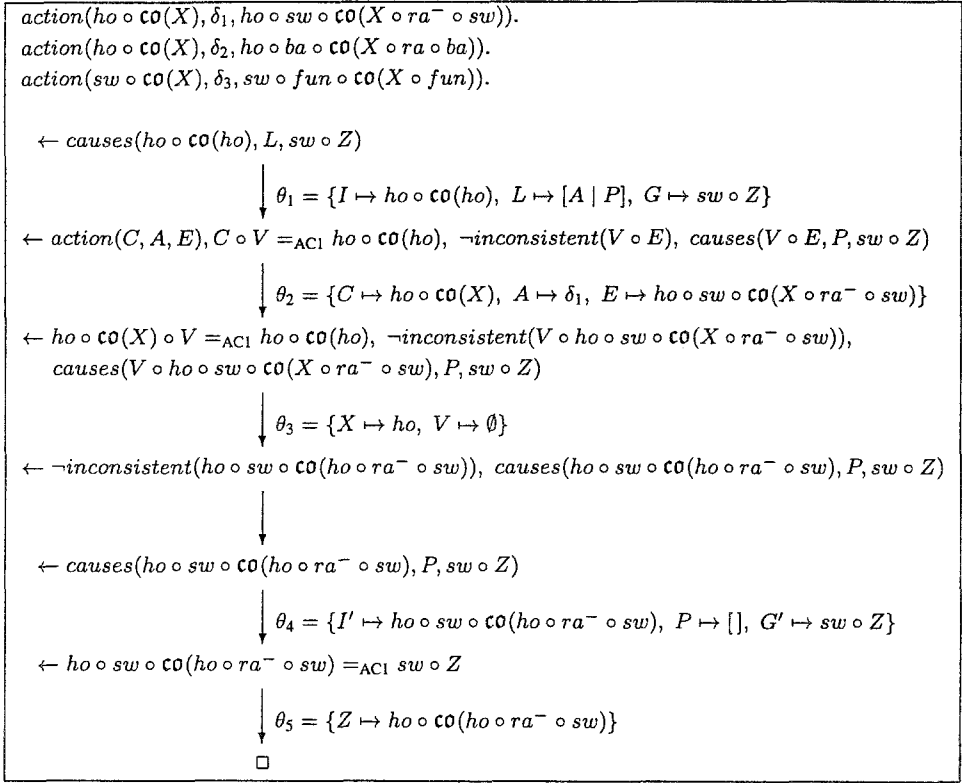 action(ho ∘ 𝔠𝔬(X), δ₁, ho ∘ sw ∘ 𝔠𝔬(X ∘ ra⁻ ∘ sw)).
action(ho ∘ 𝔠𝔬(X), δ₂, ho ∘ ba ∘ 𝔠𝔬(X ∘ ra ∘ ba)).
action(sw ∘ 𝔠𝔬(X), δ₃, sw ∘ fun ∘ 𝔠𝔬(X ∘ fun)).
← causes(ho ∘ 𝔠𝔬(ho), L, sw ∘ Z)
θ₁ = {I ↦ ho ∘ 𝔠𝔬(ho), L ↦ [A | P], G ↦ sw ∘ Z}
← action(C, A, E), C ∘ V =AC1 ho ∘ 𝔠𝔬(ho), ¬inconsistent(V ∘ E), causes(V ∘ E, P, sw ∘ Z)
θ₂ = {C ↦ ho ∘ 𝔠𝔬(X), A ↦ δ₁, E ↦ ho ∘ sw ∘ 𝔠𝔬(X ∘ ra⁻ ∘ sw)}
← ho ∘ 𝔠𝔬(X) ∘ V =AC1 ho ∘ 𝔠𝔬(ho), ¬inconsistent(V ∘ ho ∘ sw ∘ 𝔠𝔬(X ∘ ra⁻ ∘ sw)),
causes(V ∘ ho ∘ sw ∘ 𝔠𝔬(X ∘ ra⁻ ∘ sw), P, sw ∘ Z)
θ₃ = {X ↦ ho, V ↦ ∅}
← ¬inconsistent(ho ∘ sw ∘ 𝔠𝔬(ho ∘ ra⁻ ∘ sw)), causes(ho ∘ sw ∘ 𝔠𝔬(ho ∘ ra⁻ ∘ sw), P, sw ∘ Z)
← causes(ho ∘ sw ∘ 𝔠𝔬(ho ∘ ra⁻ ∘ sw), P, sw ∘ Z)
θ₄ = {I′ ↦ ho ∘ sw ∘ 𝔠𝔬(ho ∘ ra⁻ ∘ sw), P ↦ [], G′ ↦ sw ∘ Z}
← ho ∘ sw ∘ 𝔠𝔬(ho ∘ ra⁻ ∘ sw) =AC1 sw ∘ Z
θ₅ = {Z ↦ ho ∘ 𝔠𝔬(ho ∘ ra⁻ ∘ sw)}
□